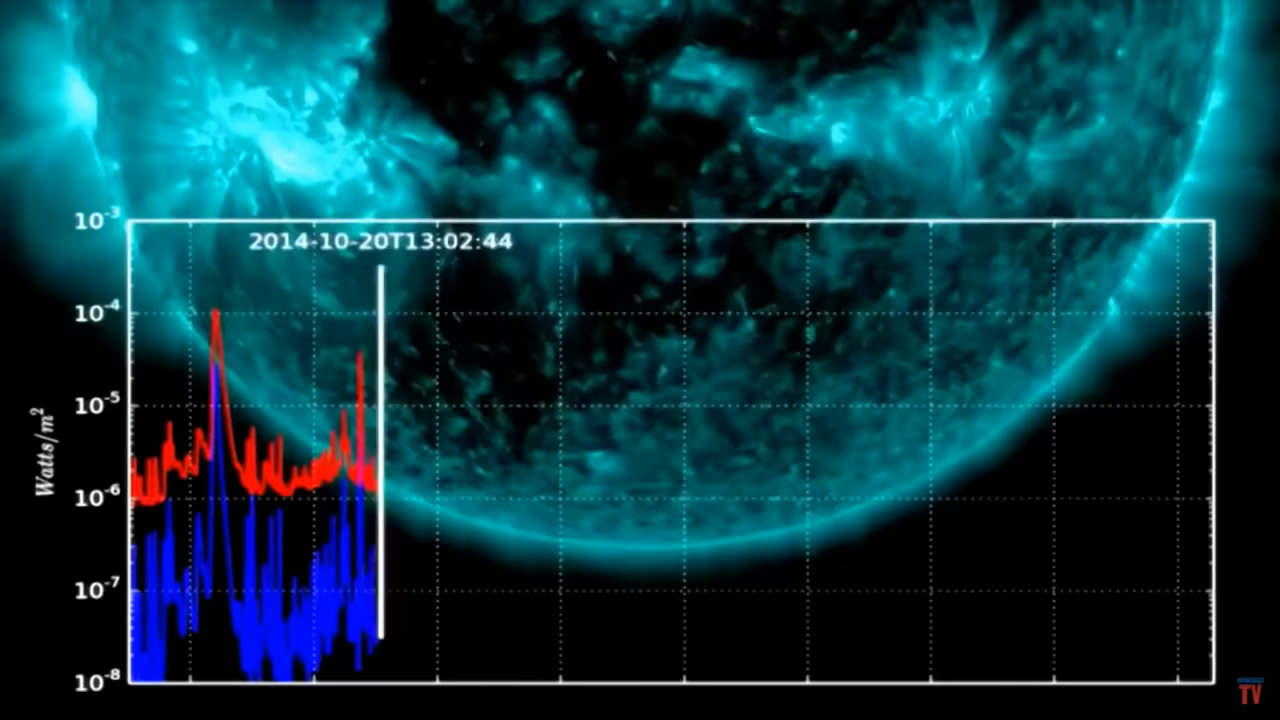 10⁻³
2014-10-20T13:02:44
10⁻⁴
10⁻⁵
Watts/m²
10⁻⁶
10⁻⁷
10⁻⁸
TV